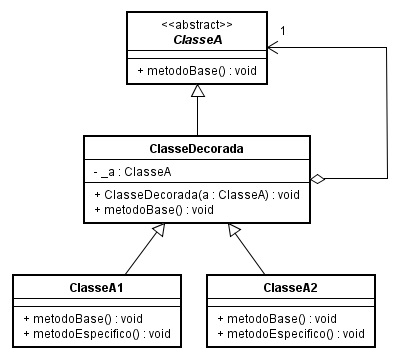 <<abstract>>
ClasseA
1
+ metodoBase() : void
ClasseDecorada
- _a : ClasseA
+ ClasseDecorada(a : ClasseA) : void
+ metodoBase() : void
ClasseA1
+ metodoBase() : void
+ metodoEspecifico() : void
ClasseA2
+ metodoBase() : void
+ metodoEspecifico() : void